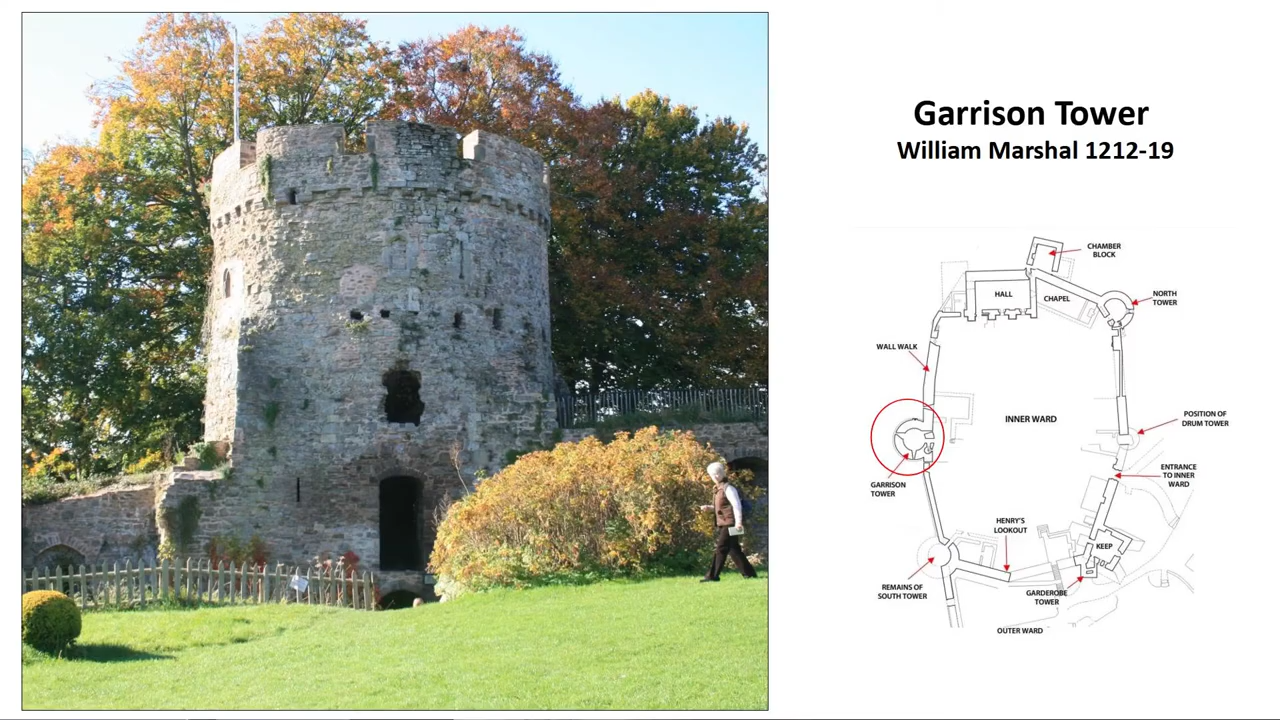 Garrison Tower
William Marshal 1212-19
CHAMBER
BLOCK
HALL
CHAPEL
NORTH
TOWER
WALL WALK
INNER WARD
POSITION OF
DRUM TOWER
GARRISON
TOWER
ENTRANCE
TO INNER
WARD
HENRY'S
LOOKOUT
KEEP
REMAINS OF
SOUTH TOWER
GARDEROBE
TOWER
OUTER WARD